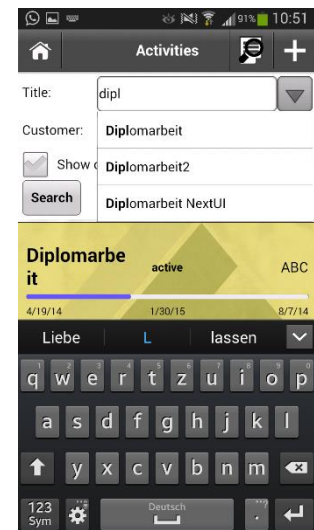 91% 10:51
Activities
Title: dipl
Customer: Diplomarbeit
Show Diplomarbeit2
Search Diplomarbeit NextUI
Diplomarbe
it
active ABC
4/19/14 1/30/15 8/7/14
Liebe L lassen
q w e r t z u i o p
a s d f g h j k l
y x c v b n m
123
Sym Deutsch .